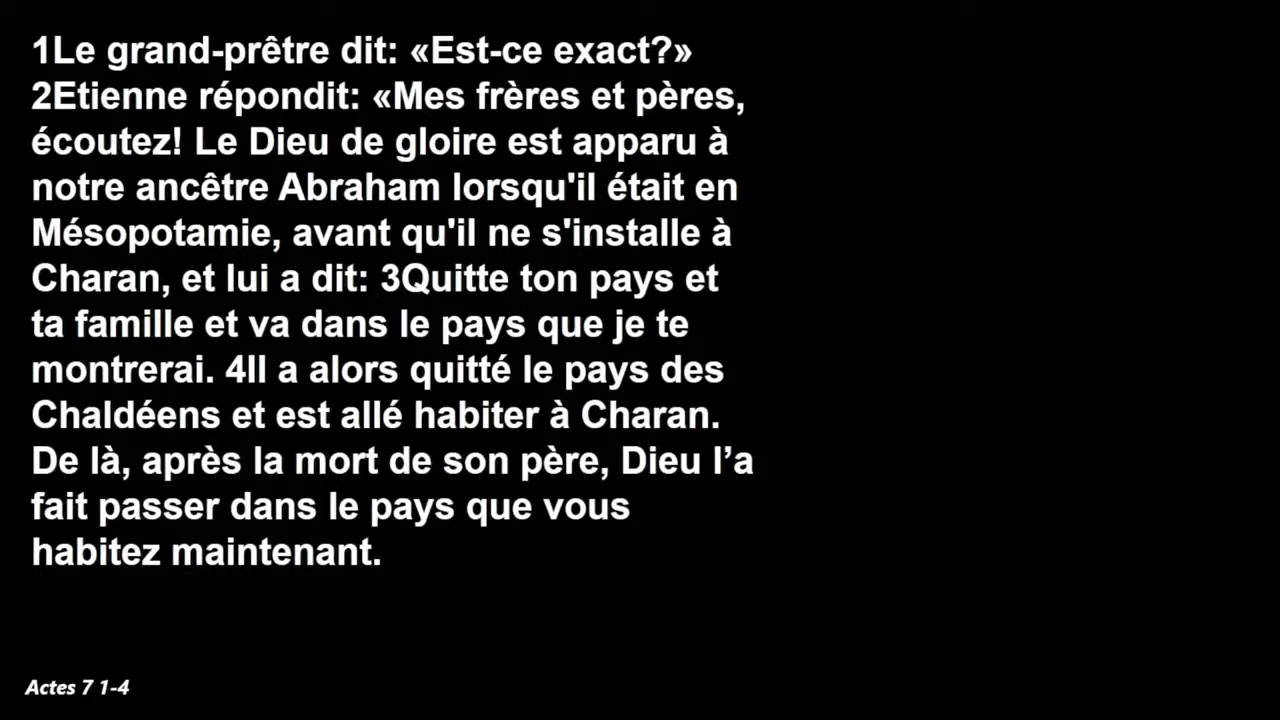 1Le grand-prêtre dit: «Est-ce exact?»
2Etienne répondit: «Mes frères et pères,
écoutez! Le Dieu de gloire est apparu à
notre ancêtre Abraham lorsqu'il était en
Mésopotamie, avant qu'il ne s'installe à
Charan, et lui a dit: 3Quitte ton pays et
ta famille et va dans le pays que je te
montrerai. 4Il a alors quitté le pays des
Chaldéens et est allé habiter à Charan.
De là, après la mort de son père, Dieu l’a
fait passer dans le pays que vous
habitez maintenant.
Actes 7 1-4